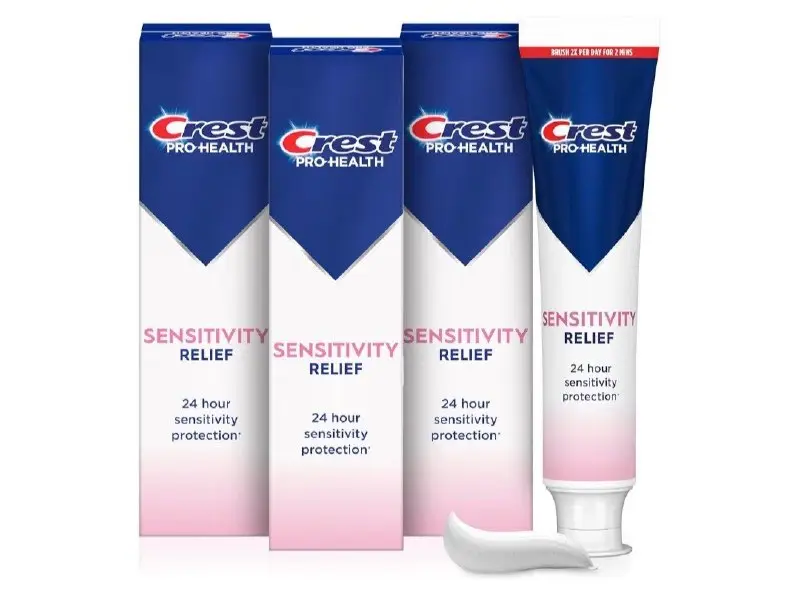 Crest
PRO-HEALTH
SENSITIVITY
RELIEF
24 hour
sensitivity
protection*
Crest
PRO-HEALTH
SENSITIVITY
RELIEF
24 hour
sensitivity
protection*
Crest
PRO-HEALTH
SENSITIVITY
RELIEF
24 hour
sensitivity
protection*
BRUSH 2X PER DAY FOR 2 MINS
Crest
PRO-HEALTH
SENSITIVITY
RELIEF
24 hour
sensitivity
protection*